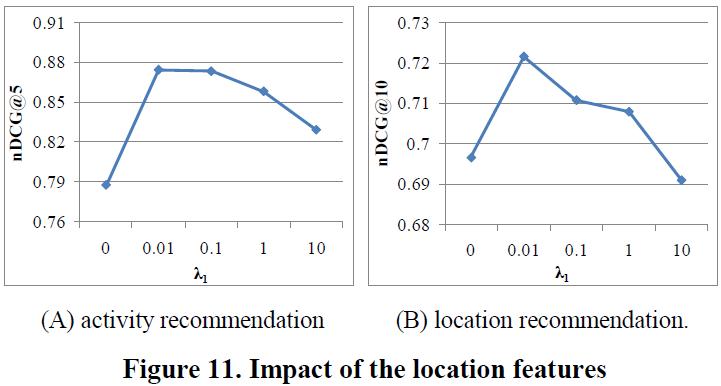 0.91
0.88
0.85
0.82
0.79
0.76
nDCG@5
0 0.01 0.1 1 10
λ1
0.73
0.72
0.71
0.7
0.69
0.68
nDCG@10
0 0.01 0.1 1 10
λ1
(A) activity recommendation
(B) location recommendation.
Figure 11. Impact of the location features